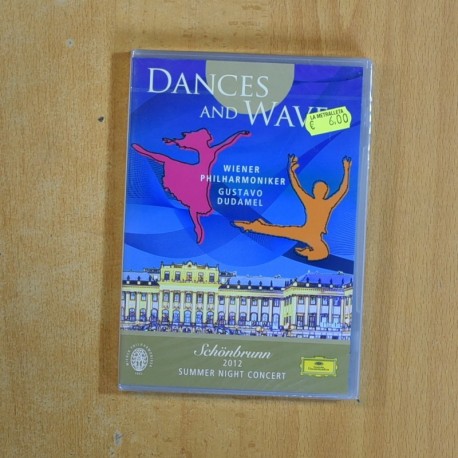 DANCES
AND WAVE
LA METRALLETA
€ 6,00
WIENER
PHILHARMONIKER
GUSTAVO
DUDAMEL
Schönbrunn
2012
SUMMER NIGHT CONCERT